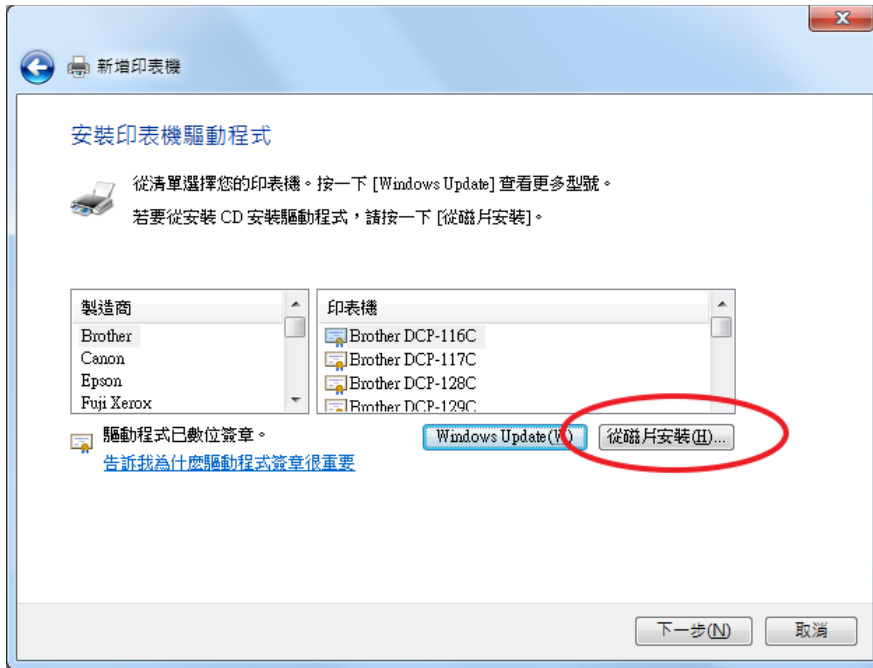 新增印表機
安裝印表機驅動程式
從清單選擇您的印表機。按一下 [Windows Update] 查看更多型號。
若要從安裝 CD 安裝驅動程式，請按一下 [從磁片安裝]。
製造商
Brother
Canon
Epson
Fuji Xerox
印表機
Brother DCP-116C
Brother DCP-117C
Brother DCP-128C
Brother DCP-129C
驅動程式已數位簽章。
告訴我為什麼驅動程式簽章很重要
Windows Update(W)
從磁片安裝(H)...
下一步(N)
取消